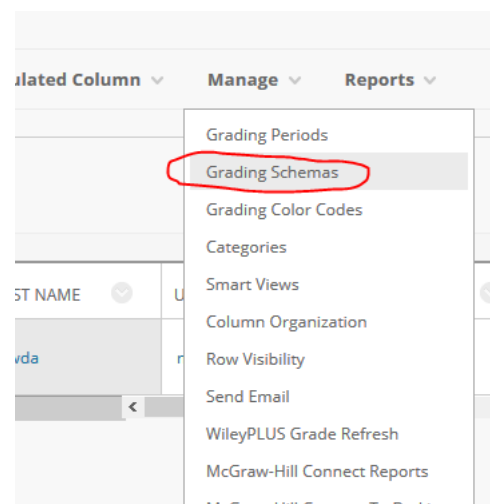 ulated Column Manage Reports
Grading Periods
Grading Schemas
Grading Color Codes
Categories
ST NAME U Smart Views
Column Organization
wda Row Visibility
Send Email
WileyPLUS Grade Refresh
McGraw-Hill Connect Reports